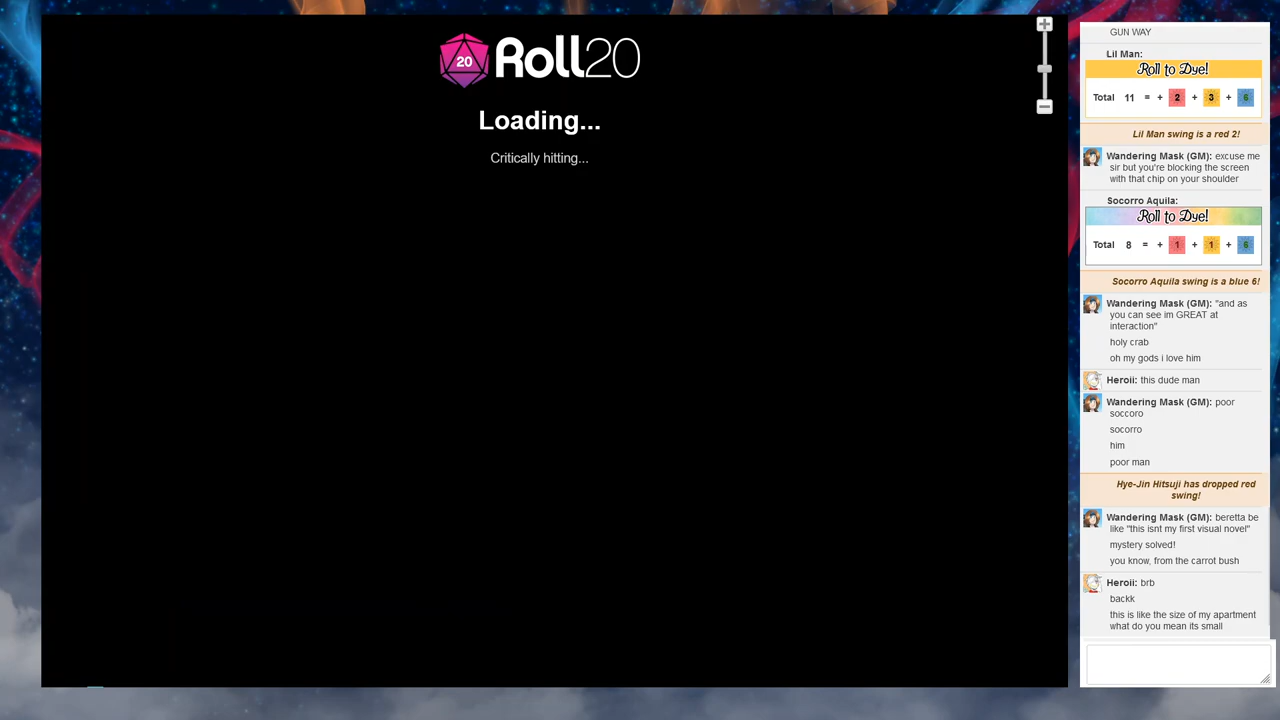 20 Roll20
Loading...
Critically hitting...
GUN WAY
Lil Man:
Roll to Dye!
Total 11 = + 2 + 3 + 6
Lil Man swing is a red 2!
Wandering Mask (GM): excuse me
sir but you're blocking the screen
with that chip on your shoulder
Socorro Aquila:
Roll to Dye!
Total 8 = + 1 + 1 + 6
Socorro Aquila swing is a blue 6!
Wandering Mask (GM): "and as
you can see im GREAT at
interaction"
holy crab
oh my gods i love him
Heroii: this dude man
Wandering Mask (GM): poor
soccoro
socorro
him
poor man
Hye-Jin Hitsuji has dropped red
swing!
Wandering Mask (GM): beretta be
like "this isnt my first visual novel"
mystery solved!
you know, from the carrot bush
Heroii: brb
backk
this is like the size of my apartment
what do you mean its small